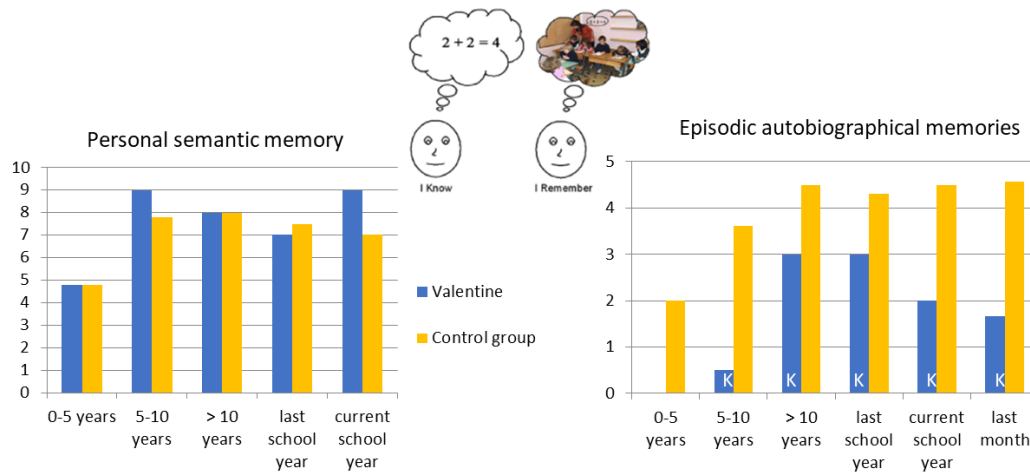 2 + 2 = 4
I Know
I Remember
Personal semantic memory
10
9
8
7
6
5
4
3
2
1
0
0-5 years
5-10
years
> 10
years
last
school
year
current
school
year
Valentine
Control group
Episodic autobiographical memories
5
4
3
2
1
0
K
K
K
K
K
0-5
years
5-10
years
> 10
years
last
school
year
current
school
year
last
month